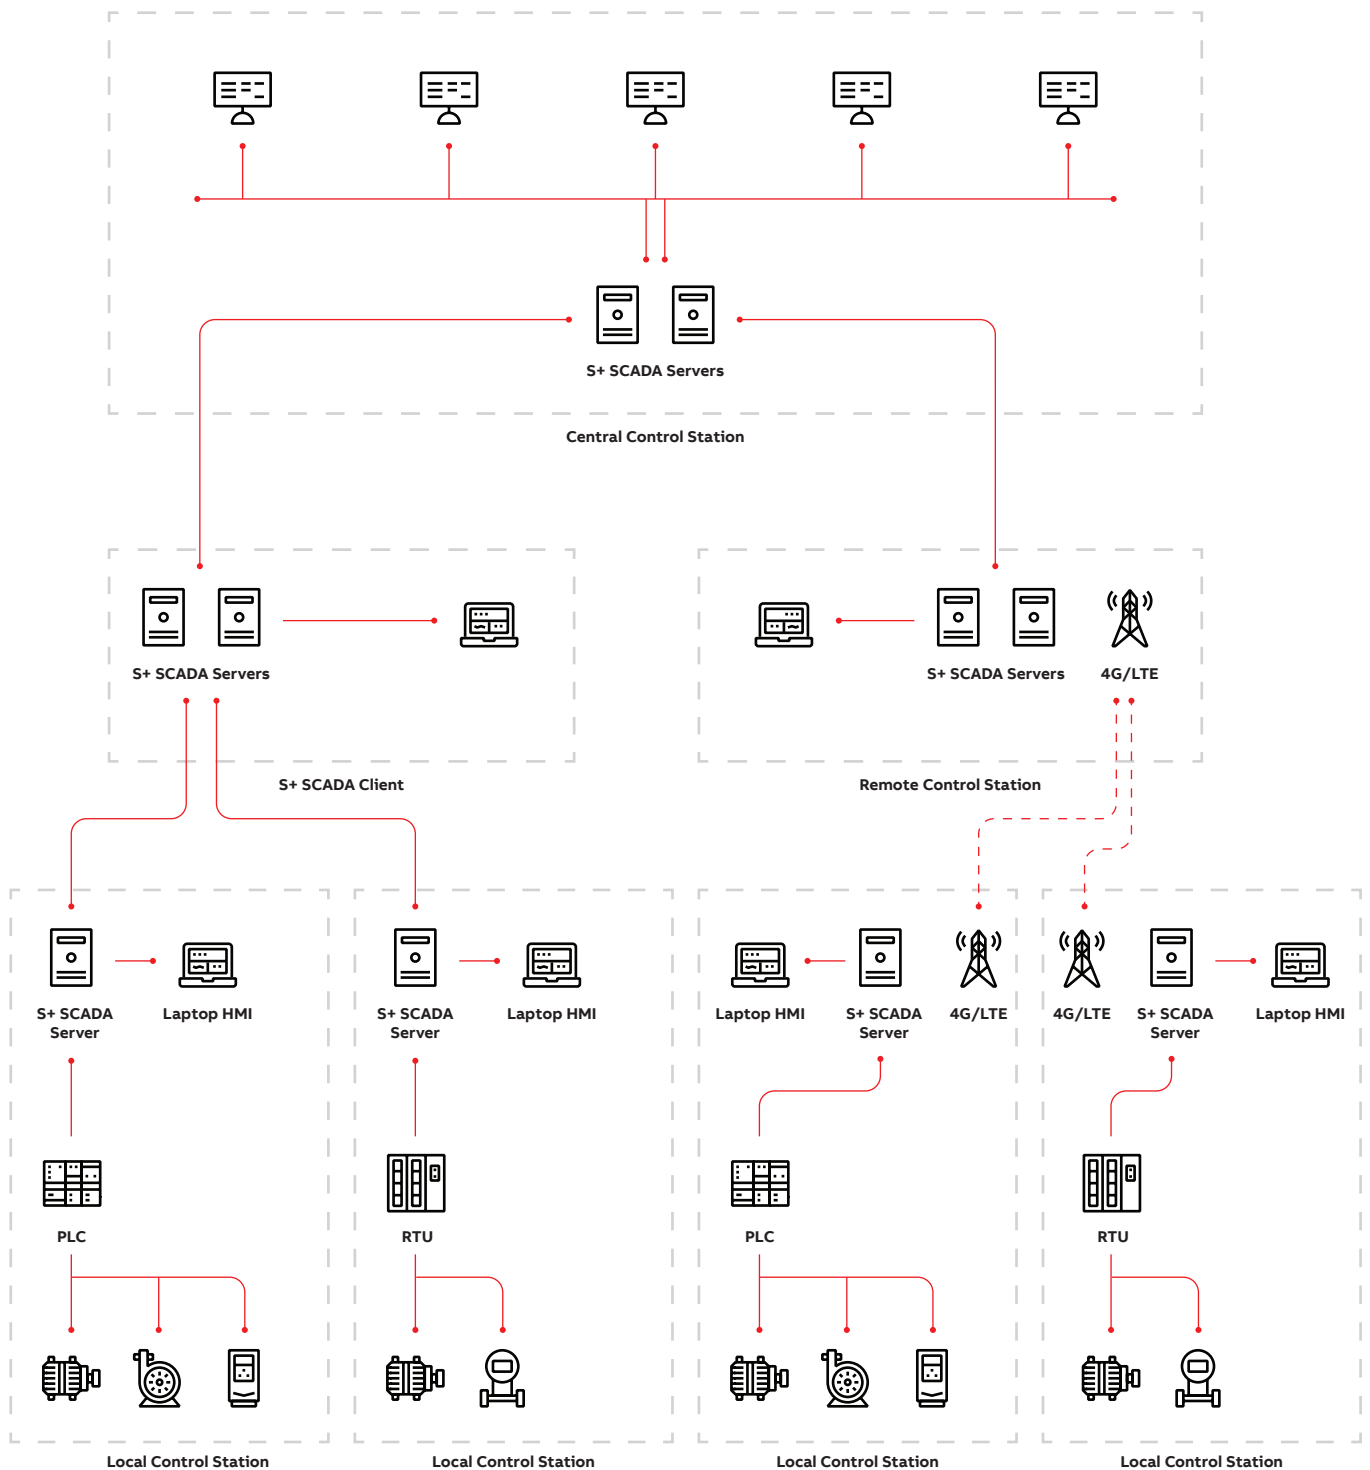 S+ SCADA Servers
Central Control Station
S+ SCADA Servers
S+ SCADA Servers
4G/LTE
S+ SCADA Client
Remote Control Station
S+ SCADA
Server
Laptop HMI
S+ SCADA
Server
Laptop HMI
Laptop HMI
S+ SCADA
Server
4G/LTE
4G/LTE
S+ SCADA
Server
Laptop HMI
PLC
RTU
PLC
RTU
Local Control Station
Local Control Station
Local Control Station
Local Control Station